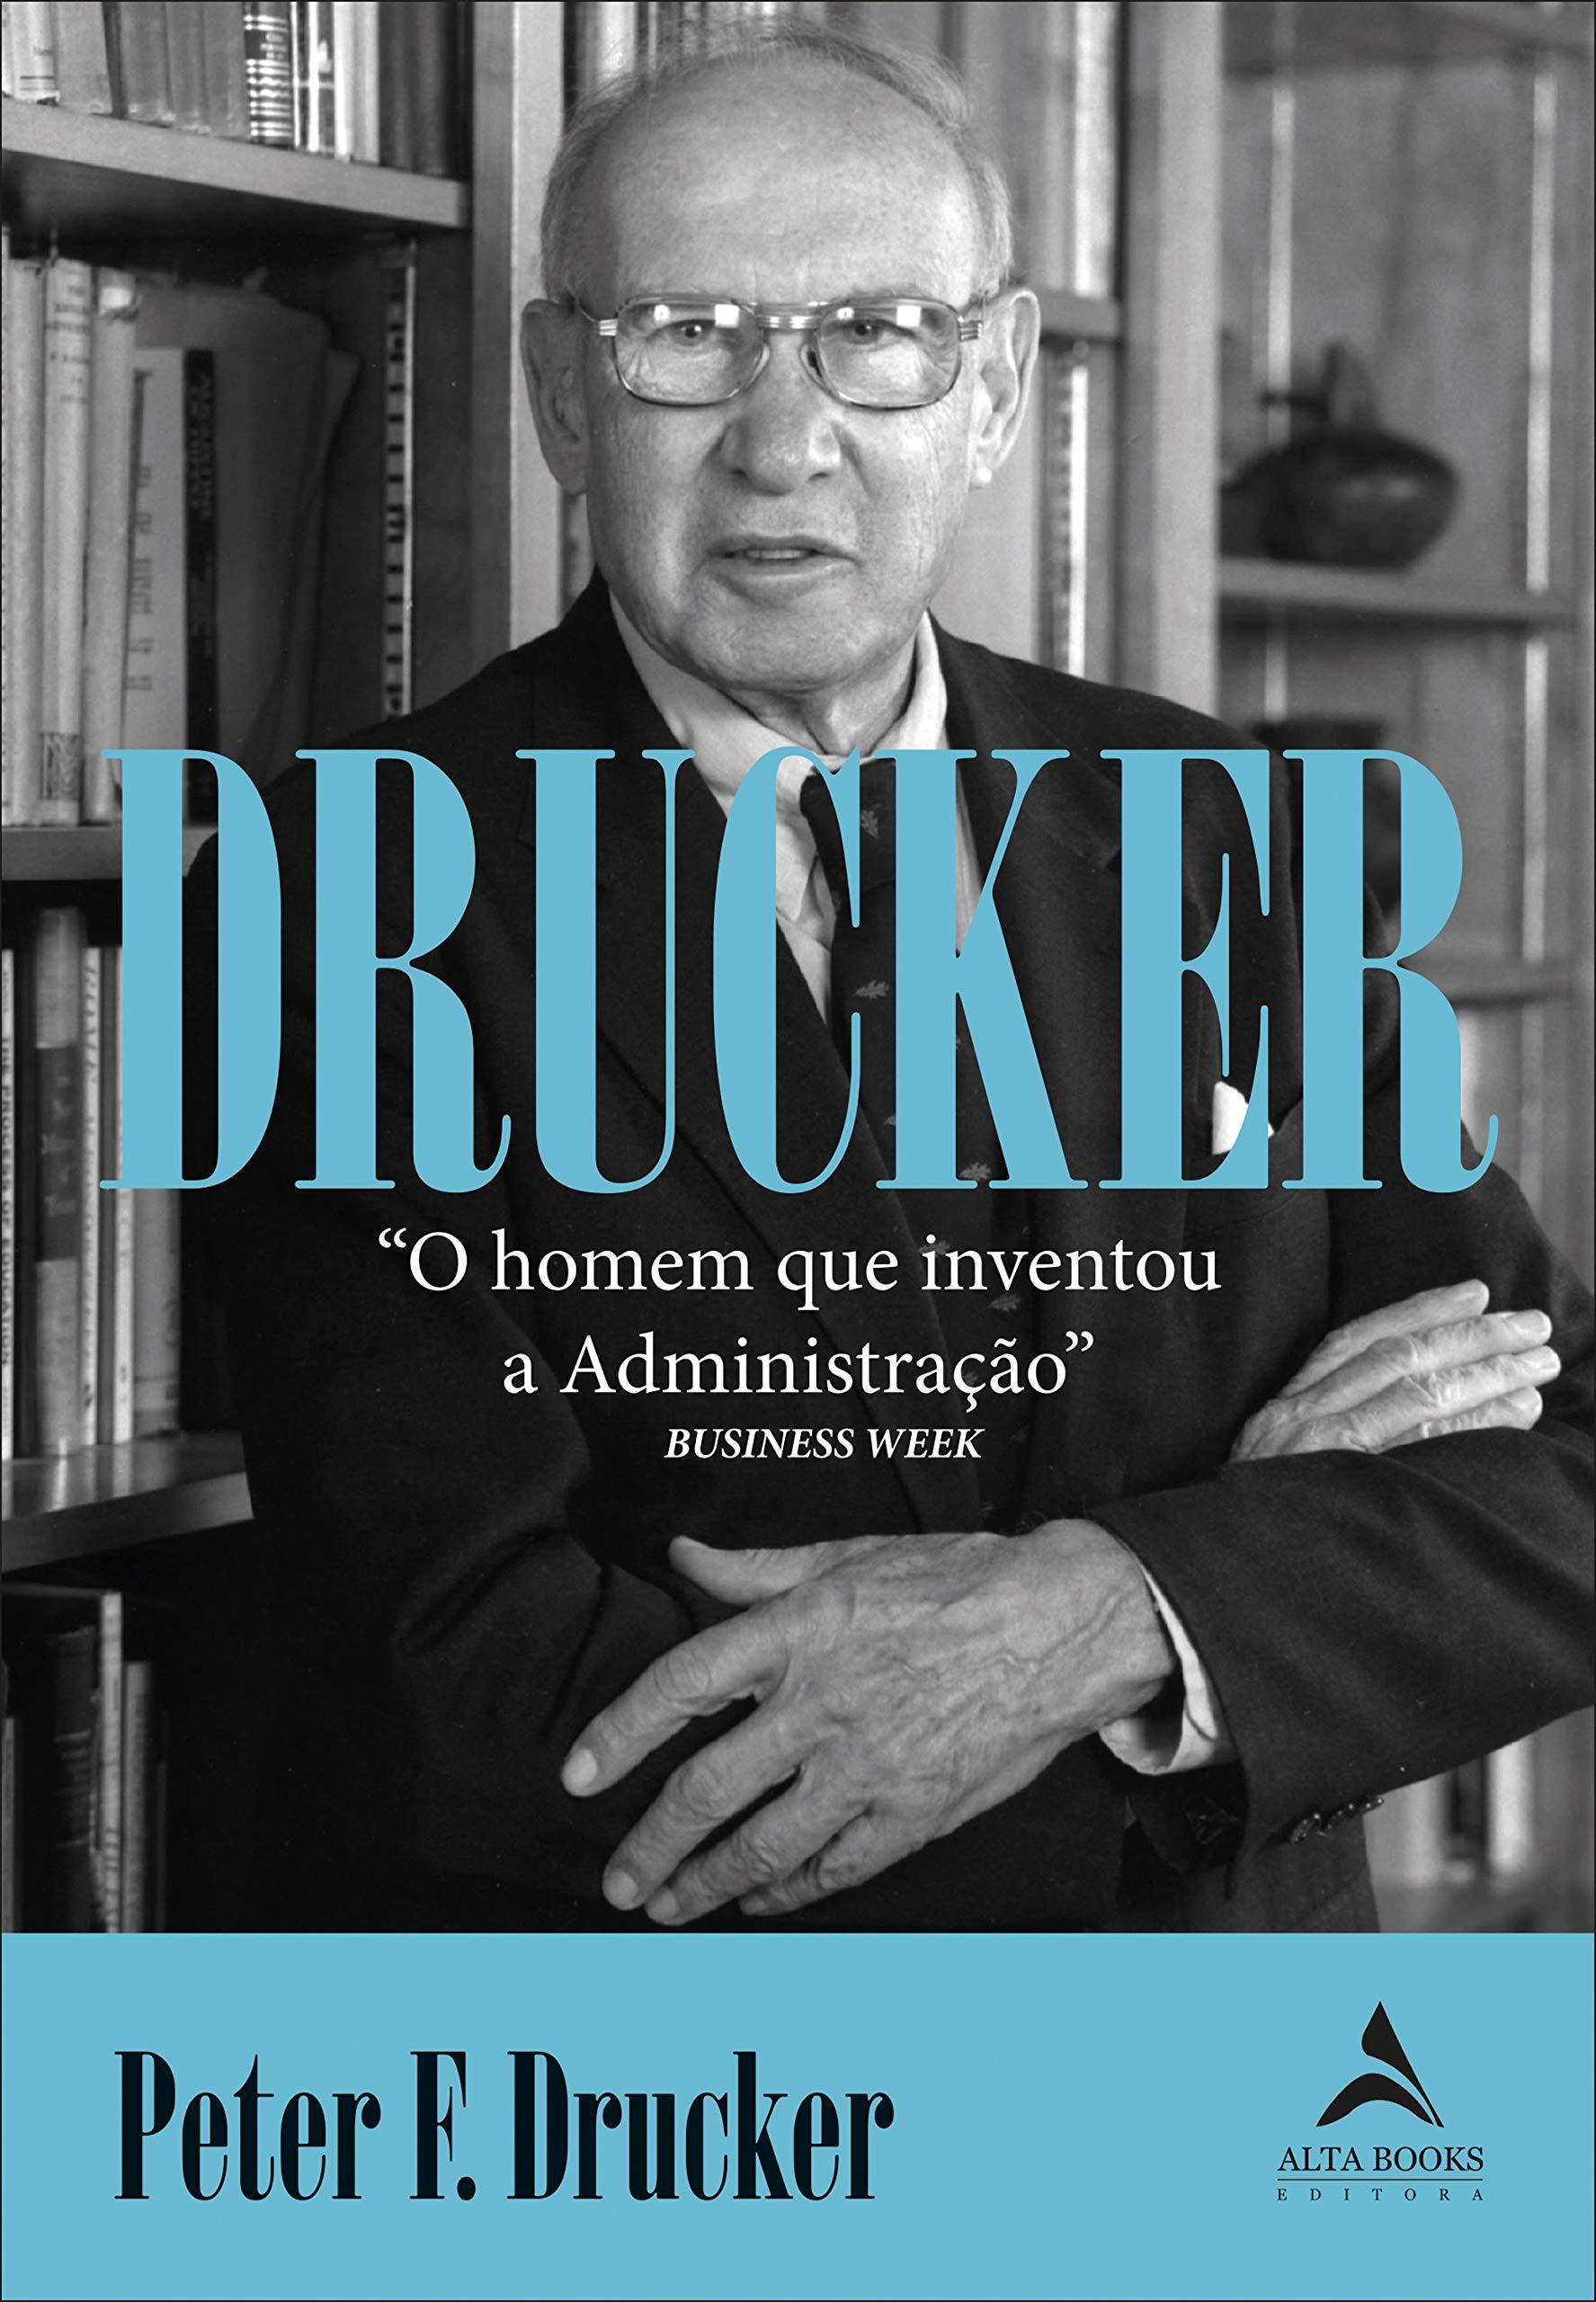 DRUCKER
“O homem que inventou
a Administração”
BUSINESS WEEK
Peter F. Drucker
ALTA BOOKS
EDITORA